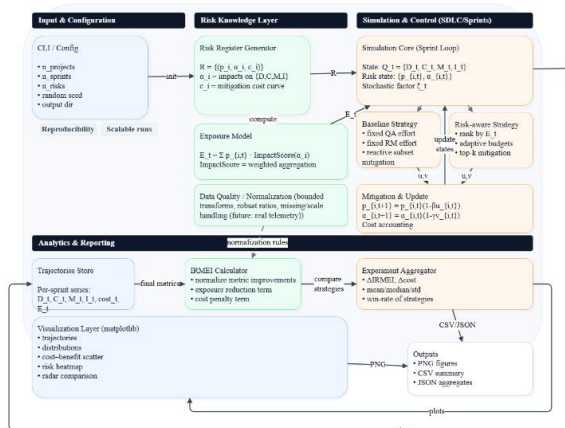 Input & Configuration
Risk Knowledge Layer
Simulation & Control (SDLC/Sprints)
CLI / Config
• n_projects
• n_sprints
• n_risks
• random seed
• output dir
Reproducibility
Scalable runs
init
Risk Register Generator
R = {(p_i, α_i, c_i)}
α_i – impacts on {D,C,M,I}
c_i – mitigation cost curve
compute
R
Exposure Model
E_t = Σ p_{i,t} · ImpactScore(α_i)
ImpactScore = weighted aggregation
E_t
Data Quality / Normalization (bounded
transforms, robust ratios, missing/scale
handling (future: real telemetry))
normalization rules
Simulation Core (Sprint Loop)
State: Q_t = {D_t, C_t, M_t, I_t}
Risk state: {p_{i,t}, α_{i,t}}
Stochastic factor ξ_t
Baseline Strategy
• fixed QA effort
• fixed RM effort
• reactive subset
mitigation
update
states
Risk-aware Strategy
• rank by E_t
• adaptive budgets
• top-k mitigation
u,v
u,v
Mitigation & Update
p_{i,t+1} = p_{i,t}(1-βu_{i,t})
α_{i,t+1} = α_{i,t}(1-γv_{i,t})
Cost accounting
Analytics & Reporting
Trajectories Store
Per-sprint series:
D_t, C_t, M_t, I_t, cost_t,
E_t
final metrics
IRMEI Calculator
• normalize metric improvements
• exposure reduction term
• cost penalty term
compare
strategies
Experiment Aggregator
• ΔIRMEI, Δcost
• mean/median/std
• win-rate of strategies
CSV/JSON
Visualization Layer (matplotlib)
• trajectories
• distributions
• cost–benefit scatter
• risk heatmap
• radar comparison
PNG
Outputs
• PNG figures
• CSV summary
• JSON aggregates
plots